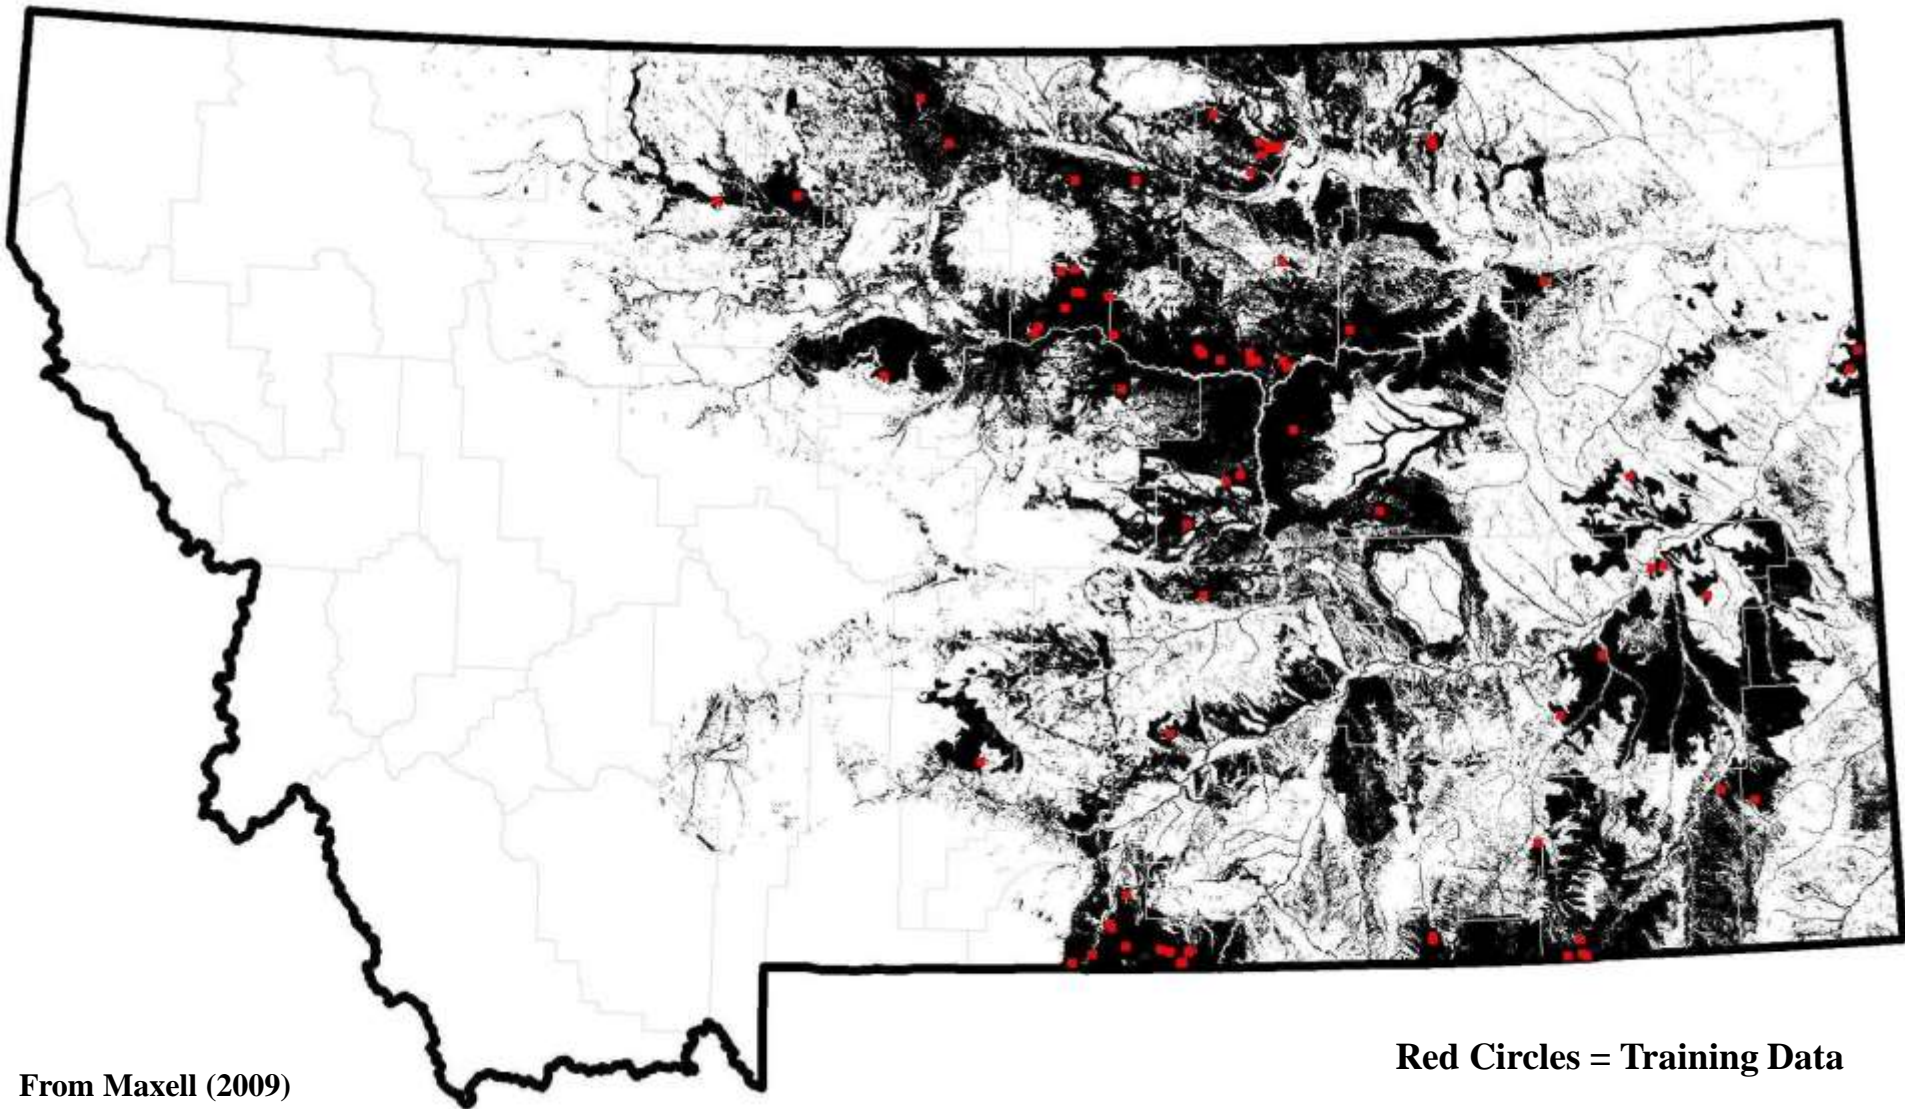 Red Circles = Training Data
From Maxell (2009)